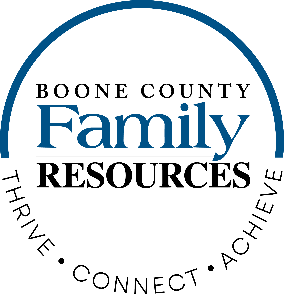 BOONE COUNTY
Family
RESOURCES
THRIVE • CONNECT • ACHIEVE